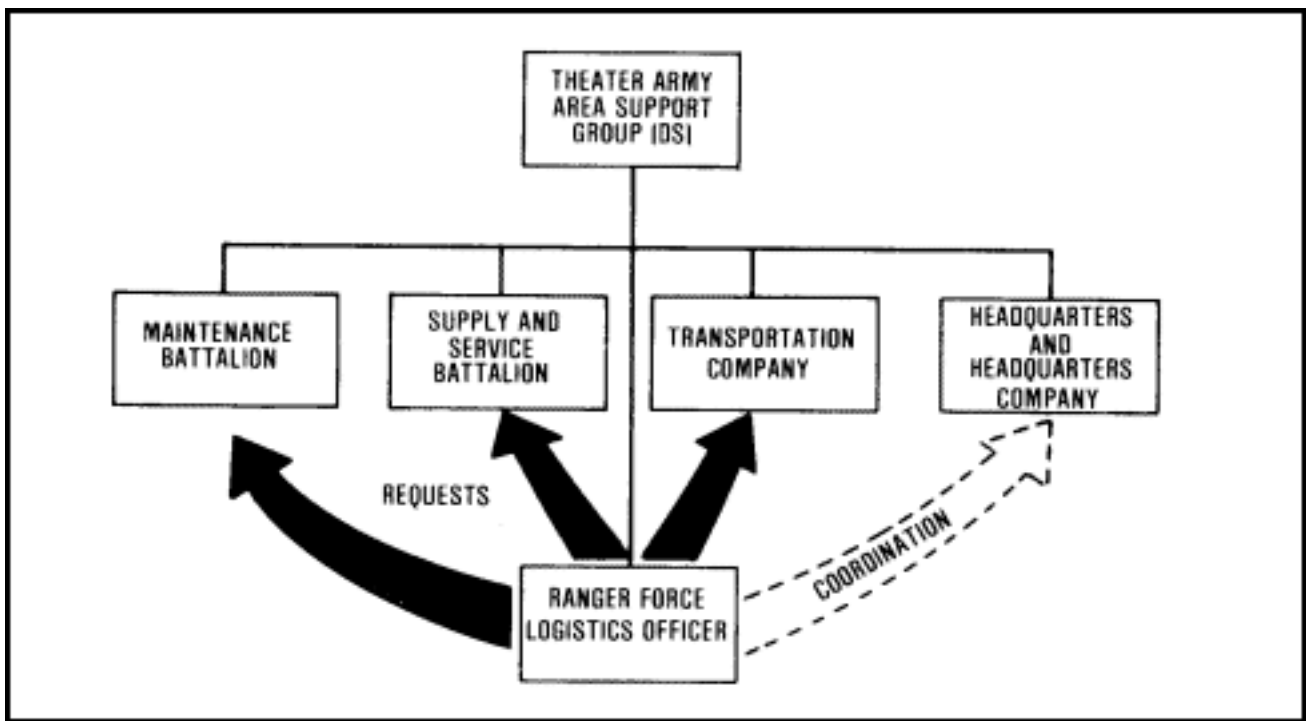 THEATER ARMY
AREA SUPPORT
GROUP (DS)
MAINTENANCE
BATTALION
SUPPLY AND
SERVICE
BATTALION
TRANSPORTATION
COMPANY
HEADQUARTERS
AND
HEADQUARTERS
COMPANY
REQUESTS
COORDINATION
RANGER FORCE
LOGISTICS OFFICER